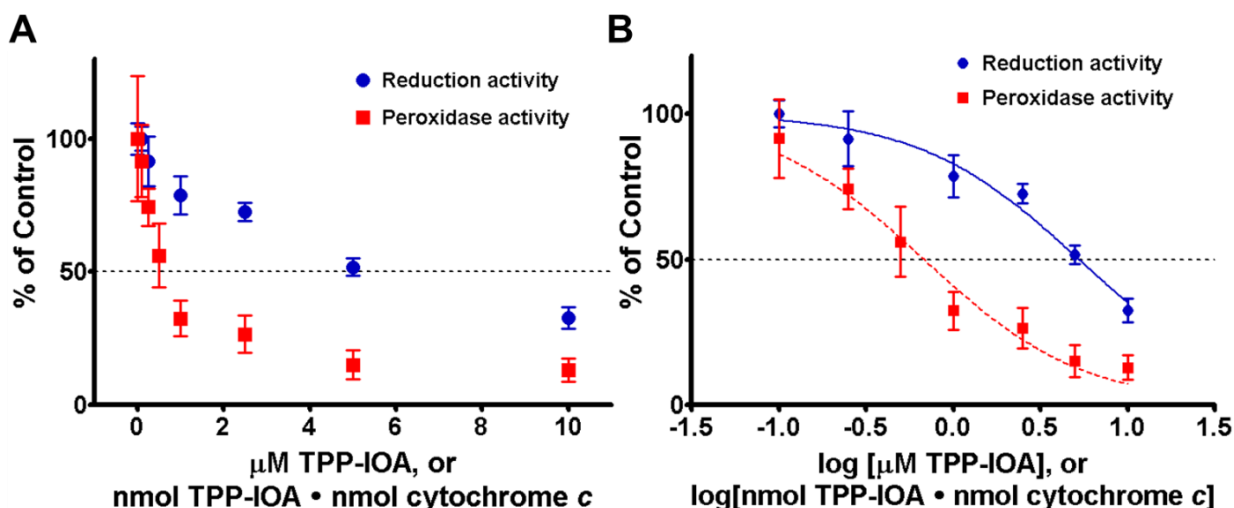 A
Reduction activity
Peroxidase activity
% of Control
100
50
0
0 2 4 6 8 10
μM TPP-IOA, or
nmol TPP-IOA • nmol cytochrome c
B
Reduction activity
Peroxidase activity
% of Control
100
50
0
-1.5 -1.0 -0.5 0.0 0.5 1.0 1.5
log [μM TPP-IOA], or
log[nmol TPP-IOA • nmol cytochrome c]